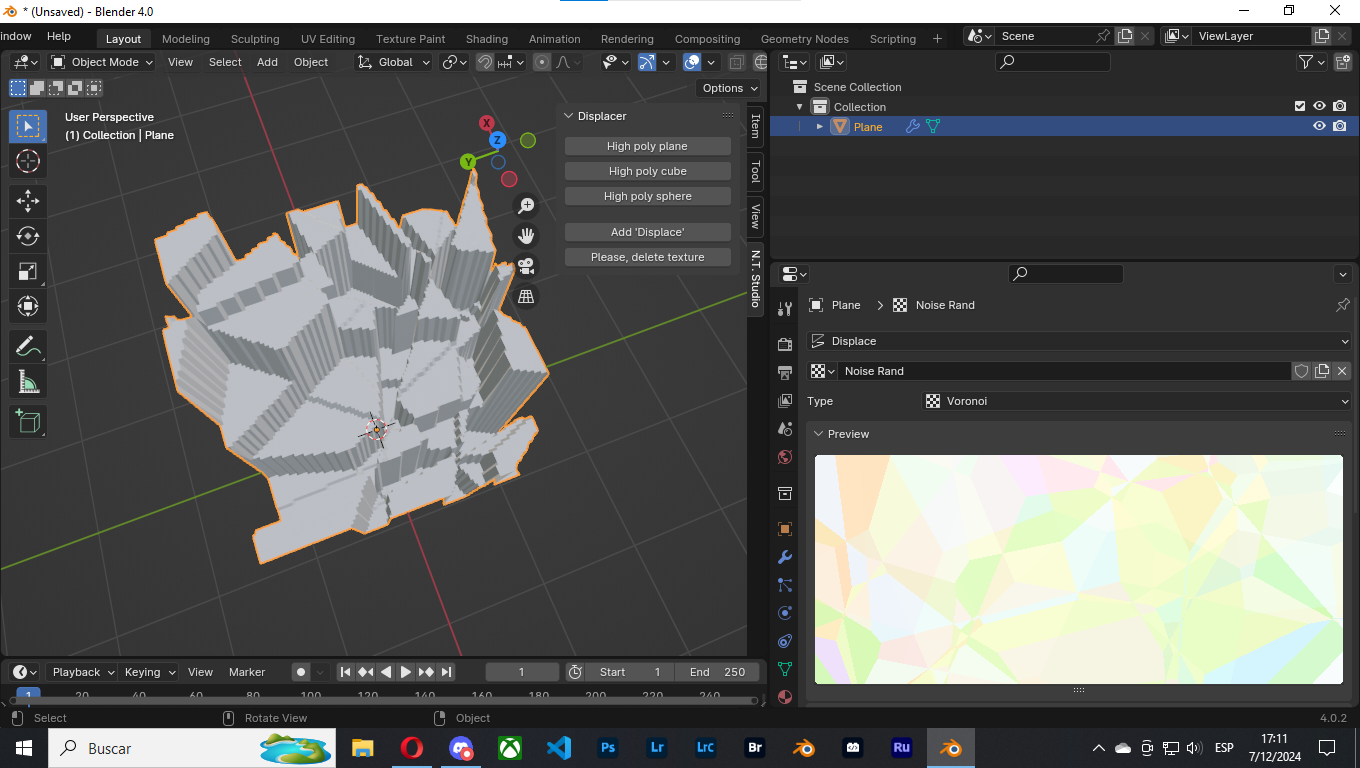 * (Unsaved) - Blender 4.0
indow Help
Layout Modeling Sculpting UV Editing Texture Paint Shading Animation Rendering Compositing Geometry Nodes Scripting
Scene
ViewLayer
Object Mode View Select Add Object Global
Options
User Perspective
(1) Collection | Plane
X
Z
Y
Displacer
High poly plane
High poly cube
High poly sphere
Add 'Displace'
Please, delete texture
Item
Tool
View
N.T. Studio
Scene Collection
Collection
Plane
Plane Noise Rand
Displace
Noise Rand
Type Voronoi
Preview
Playback Keying View Marker 1 Start 1 End 250
1 20 40 60 80 100 120 140 160 180 200 220 240
Select Rotate View Object 4.0.2
Buscar
Ps
Lr
Lrc
Br
Ru
ESP
17:11
7/12/2024